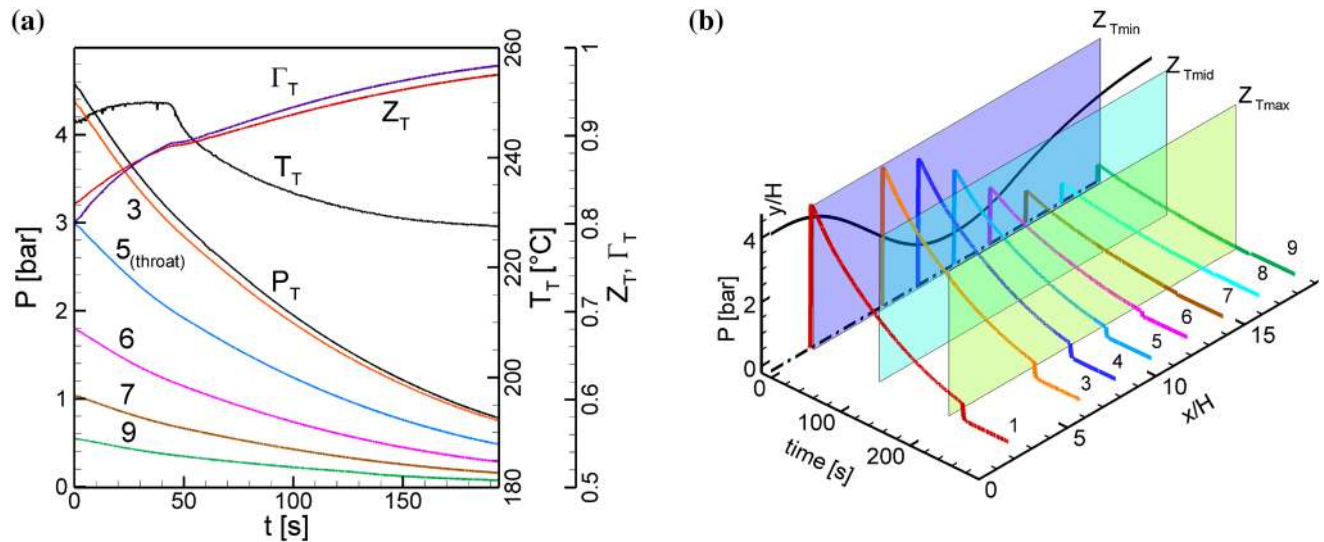 (a)
P [bar]
4
3
2
1
0
0
50
100
150
t [s]
260
240
220
200
180
T_T [°C]
1
0.9
0.8
0.7
0.6
0.5
Z_T, Γ_T
Γ_T
Z_T
T_T
P_T
3
5(throat)
6
7
9
(b)
Z_Tmin
Z_Tmid
Z_Tmax
y/H
P [bar]
4
2
0
0
100
200
time [s]
0
5
10
15
x/H
1
3
4
5
6
7
8
9